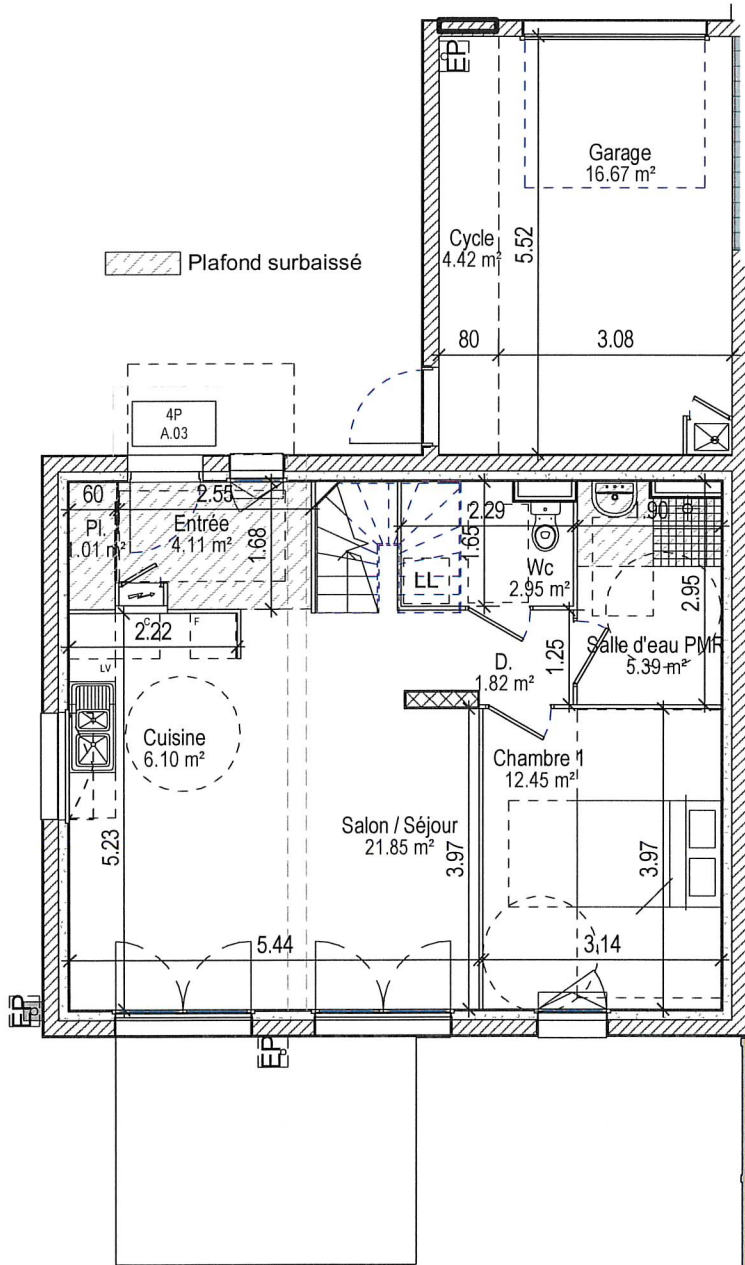 EP
Garage
16.67 m²
Cycle
4.42 m²
5.52
Plafond surbaissé
80
3.08
4P
A.03
60
2.55
Pl.
1.01 m²
Entrée
4.11 m²
1.68
2.29
1.65
1.90
LL
Wc
2.95 m²
2.95
C
F
2.22
LV
D.
1.82 m²
1.25
Salle d'eau PMR
5.39 m²
Cuisine
6.10 m²
Chambre 1
12.45 m²
Salon / Séjour
21.85 m²
5.23
3.97
3.97
5.44
3.14
EP
EP